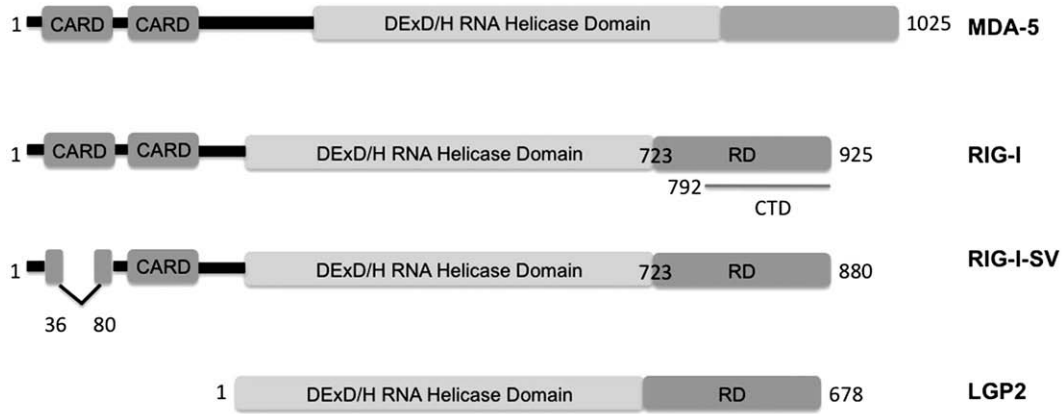 1 CARD CARD DExD/H RNA Helicase Domain 1025 MDA-5
1 CARD CARD DExD/H RNA Helicase Domain 723 RD 925 RIG-I
792 CTD
1 CARD DExD/H RNA Helicase Domain 723 RD 880 RIG-I-SV
36 80
1 DExD/H RNA Helicase Domain RD 678 LGP2